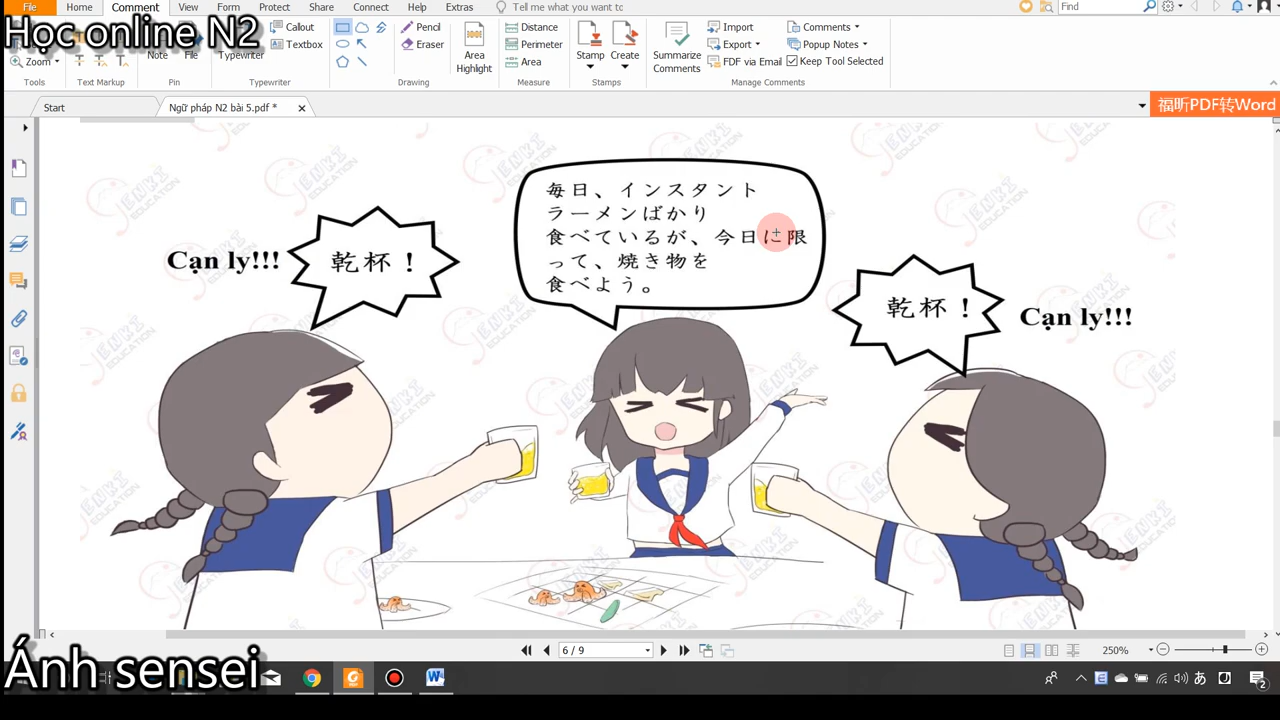 File Home Comment View Form Protect Share Connect Help Extras Tell me what you want tc Find
Học online N2
Zoom Note File Typewriter Callout Textbox Pencil Eraser Area Highlight Distance Perimeter Area Stamp Create Summarize Comments Import Export FDF via Email Comments Popup Notes Keep Tool Selected
Tools Text Markup Pin Typewriter Drawing Measure Stamps Manage Comments
Start Ngữ pháp N2 bài 5.pdf * 福昕PDF转Word
毎日、インスタント
ラーメンばかり
食べているが、今日に限
って、焼き物を
食べよう。
Cạn ly!!!
乾杯！
乾杯！
Cạn ly!!!
6 / 9
250%
Ánh sensei
あ
2